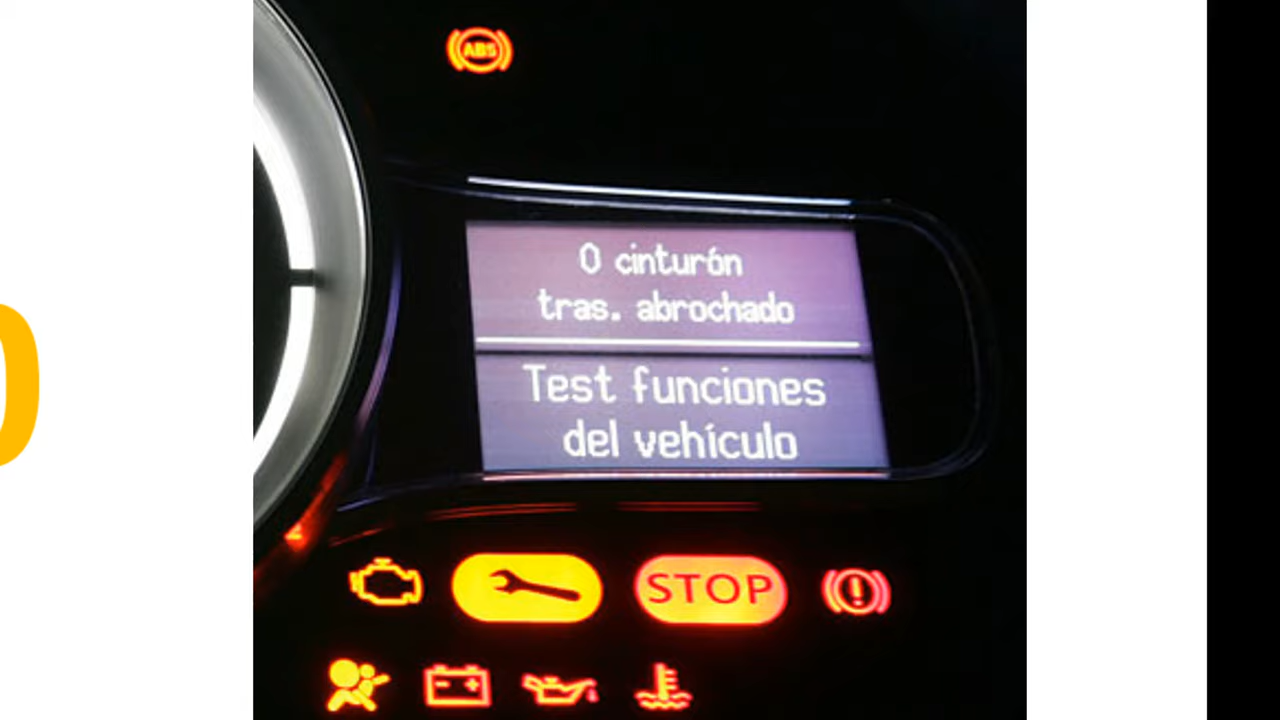 ABS
0 cinturón
tras. abrochado
Test funciones
del vehículo
STOP